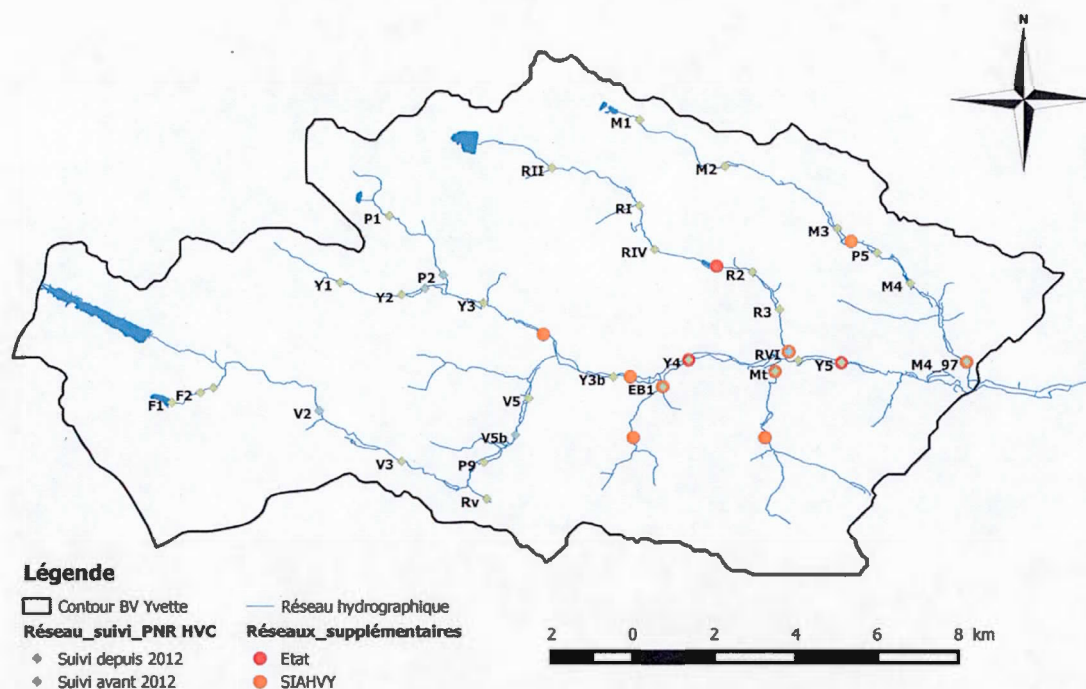 N
M1
RII
M2
RI
P1
M3
P5
RIV
P2
R2
M4
Y1
Y2
Y3
R3
RVI
Y4
Y5
M4_97
Y3b
EB1
Mt
F1
F2
V5
V2
V5b
V3
P9
Rv
Légende
Contour BV Yvette
Réseau hydrographique
Réseau_suivi_PNR HVC
Réseaux_supplémentaires
Suivi depuis 2012
Etat
Suivi avant 2012
SIAHVY
2 0 2 4 6 8 km